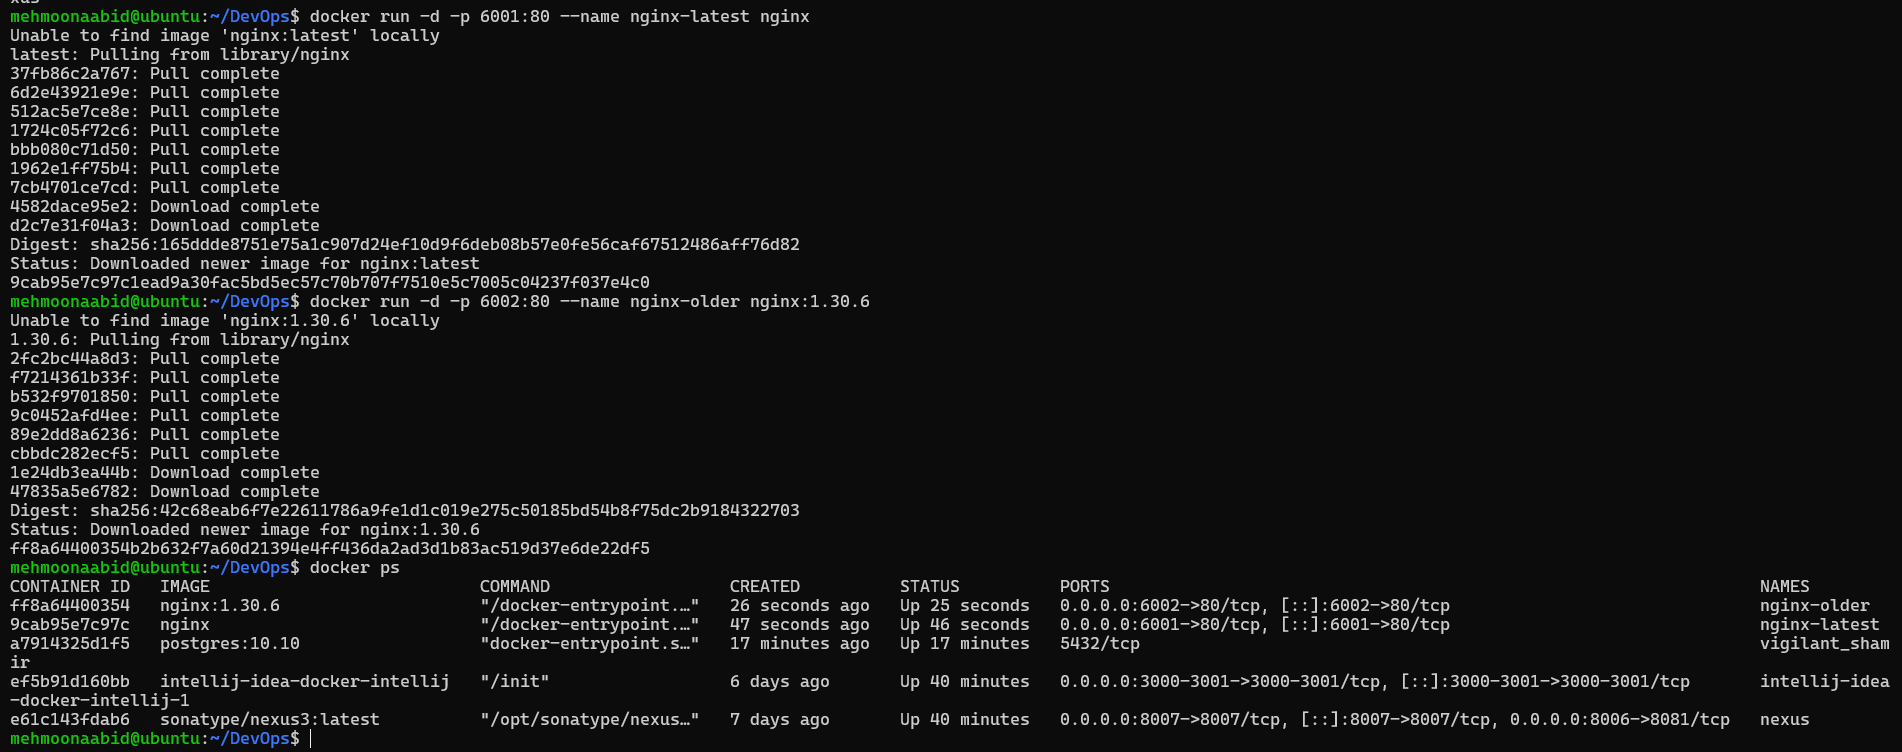 mehmoonaabid@ubuntu:~/DevOps$ docker run -d -p 6001:80 --name nginx-latest nginx
Unable to find image 'nginx:latest' locally
latest: Pulling from library/nginx
37fb86c2a767: Pull complete
6d2e43921e9e: Pull complete
512ac5e7ce8e: Pull complete
1724c05f72c6: Pull complete
bbb080c71d50: Pull complete
1962e1ff75b4: Pull complete
7cb4701ce7cd: Pull complete
4582dace95e2: Download complete
d2c7e31f04a3: Download complete
Digest: sha256:165ddde8751e75a1c907d24ef10d9f6deb08b57e0fe56caf67512486aff76d82
Status: Downloaded newer image for nginx:latest
9cab95e7c97c1ead9a30fac5bd5ec57c70b707f7510e5c7005c04237f037e4c0
mehmoonaabid@ubuntu:~/DevOps$ docker run -d -p 6002:80 --name nginx-older nginx:1.30.6
Unable to find image 'nginx:1.30.6' locally
1.30.6: Pulling from library/nginx
2fc2bc44a8d3: Pull complete
f7214361b33f: Pull complete
b532f9701850: Pull complete
9c0452afd4ee: Pull complete
89e2dd8a6236: Pull complete
cbbdc282ecf5: Pull complete
1e24db3ea44b: Download complete
47835a5e6782: Download complete
Digest: sha256:42c68eab6f7e22611786a9fe1d1c019e275c50185bd54b8f75dc2b9184322703
Status: Downloaded newer image for nginx:1.30.6
ff8a64400354b2b632f7a60d21394e4ff436da2ad3d1b83ac519d37e6de22df5
mehmoonaabid@ubuntu:~/DevOps$ docker ps
CONTAINER ID   IMAGE                           COMMAND                  CREATED          STATUS          PORTS                                                                 NAMES
ff8a64400354   nginx:1.30.6                    "/docker-entrypoint.…"   26 seconds ago   Up 25 seconds   0.0.0.0:6002->80/tcp, [::]:6002->80/tcp                               nginx-older
9cab95e7c97c   nginx                           "/docker-entrypoint.…"   47 seconds ago   Up 46 seconds   0.0.0.0:6001->80/tcp, [::]:6001->80/tcp                               nginx-latest
a7914325d1f5   postgres:10.10                  "docker-entrypoint.s…"   17 minutes ago   Up 17 minutes   5432/tcp                                                              vigilant_sham
ir
ef5b91d160bb   intellij-idea-docker-intellij   "/init"                  6 days ago       Up 40 minutes   0.0.0.0:3000-3001->3000-3001/tcp, [::]:3000-3001->3000-3001/tcp       intellij-idea
-docker-intellij-1
e61c143fdab6   sonatype/nexus3:latest          "/opt/sonatype/nexus…"   7 days ago       Up 40 minutes   0.0.0.0:8007->8007/tcp, [::]:8007->8007/tcp, 0.0.0.0:8006->8081/tcp   nexus
mehmoonaabid@ubuntu:~/DevOps$